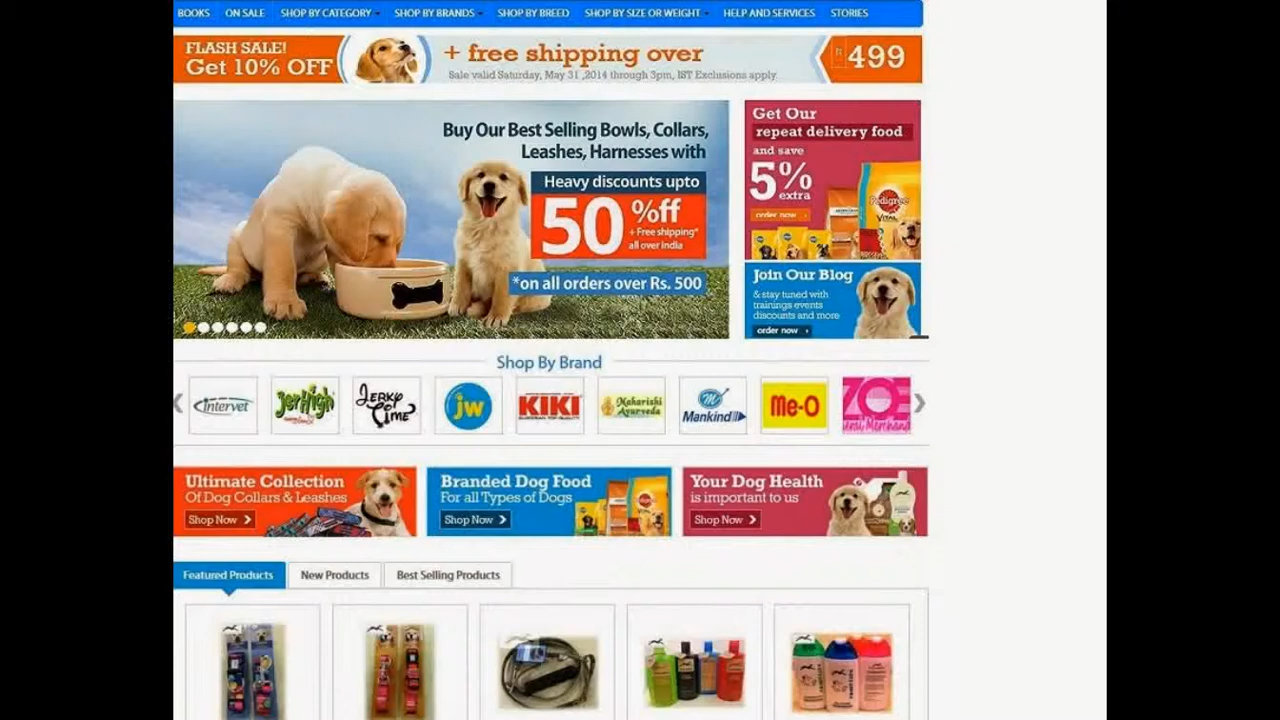 BOOKS ON SALE SHOP BY CATEGORY SHOP BY BRANDS SHOP BY BREED SHOP BY SIZE OR WEIGHT HELP AND SERVICES STORIES
FLASH SALE!
Get 10% OFF
+ free shipping over
Sale valid Saturday, May 31 ,2014 through 3pm, IST Exclusions apply
499
Buy Our Best Selling Bowls, Collars,
Leashes, Harnesses with
Heavy discounts upto
50 %off
+ Free shipping*
all over India
*on all orders over Rs. 500
Get Our
repeat delivery food
and save
5%
extra
order now ›
Pedigree
VITAL
Join Our Blog
& stay tuned with
trainings events
discounts and more
order now ›
Shop By Brand
intervet
JerHigh
JERKY TIME
jw
KIKI
Maharishi
Ayurveda
Mankind
Me-O
Ultimate Collection
Of Dog Collars & Leashes
Shop Now
Branded Dog Food
For all Types of Dogs
Shop Now
Your Dog Health
is important to us
Shop Now
Featured Products New Products Best Selling Products